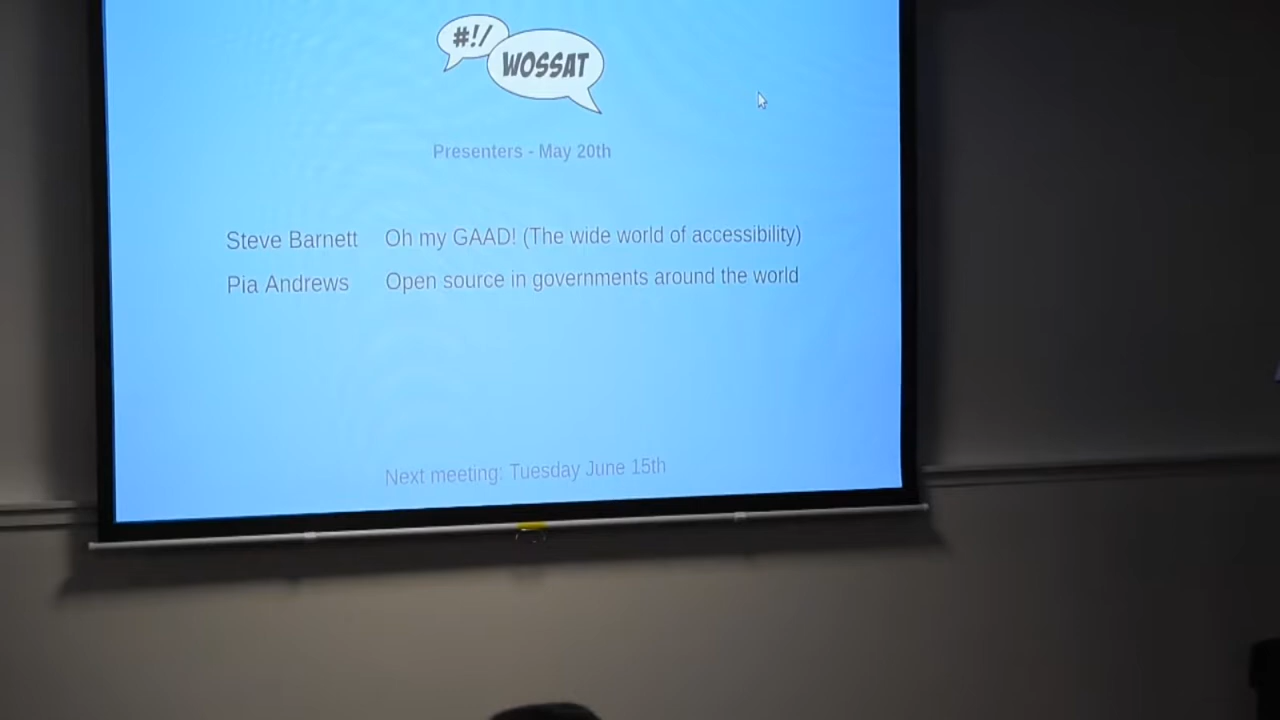 #!/
WOSSAT
Presenters - May 20th
Steve Barnett Oh my GAAD! (The wide world of accessibility)
Pia Andrews Open source in governments around the world
Next meeting: Tuesday June 15th